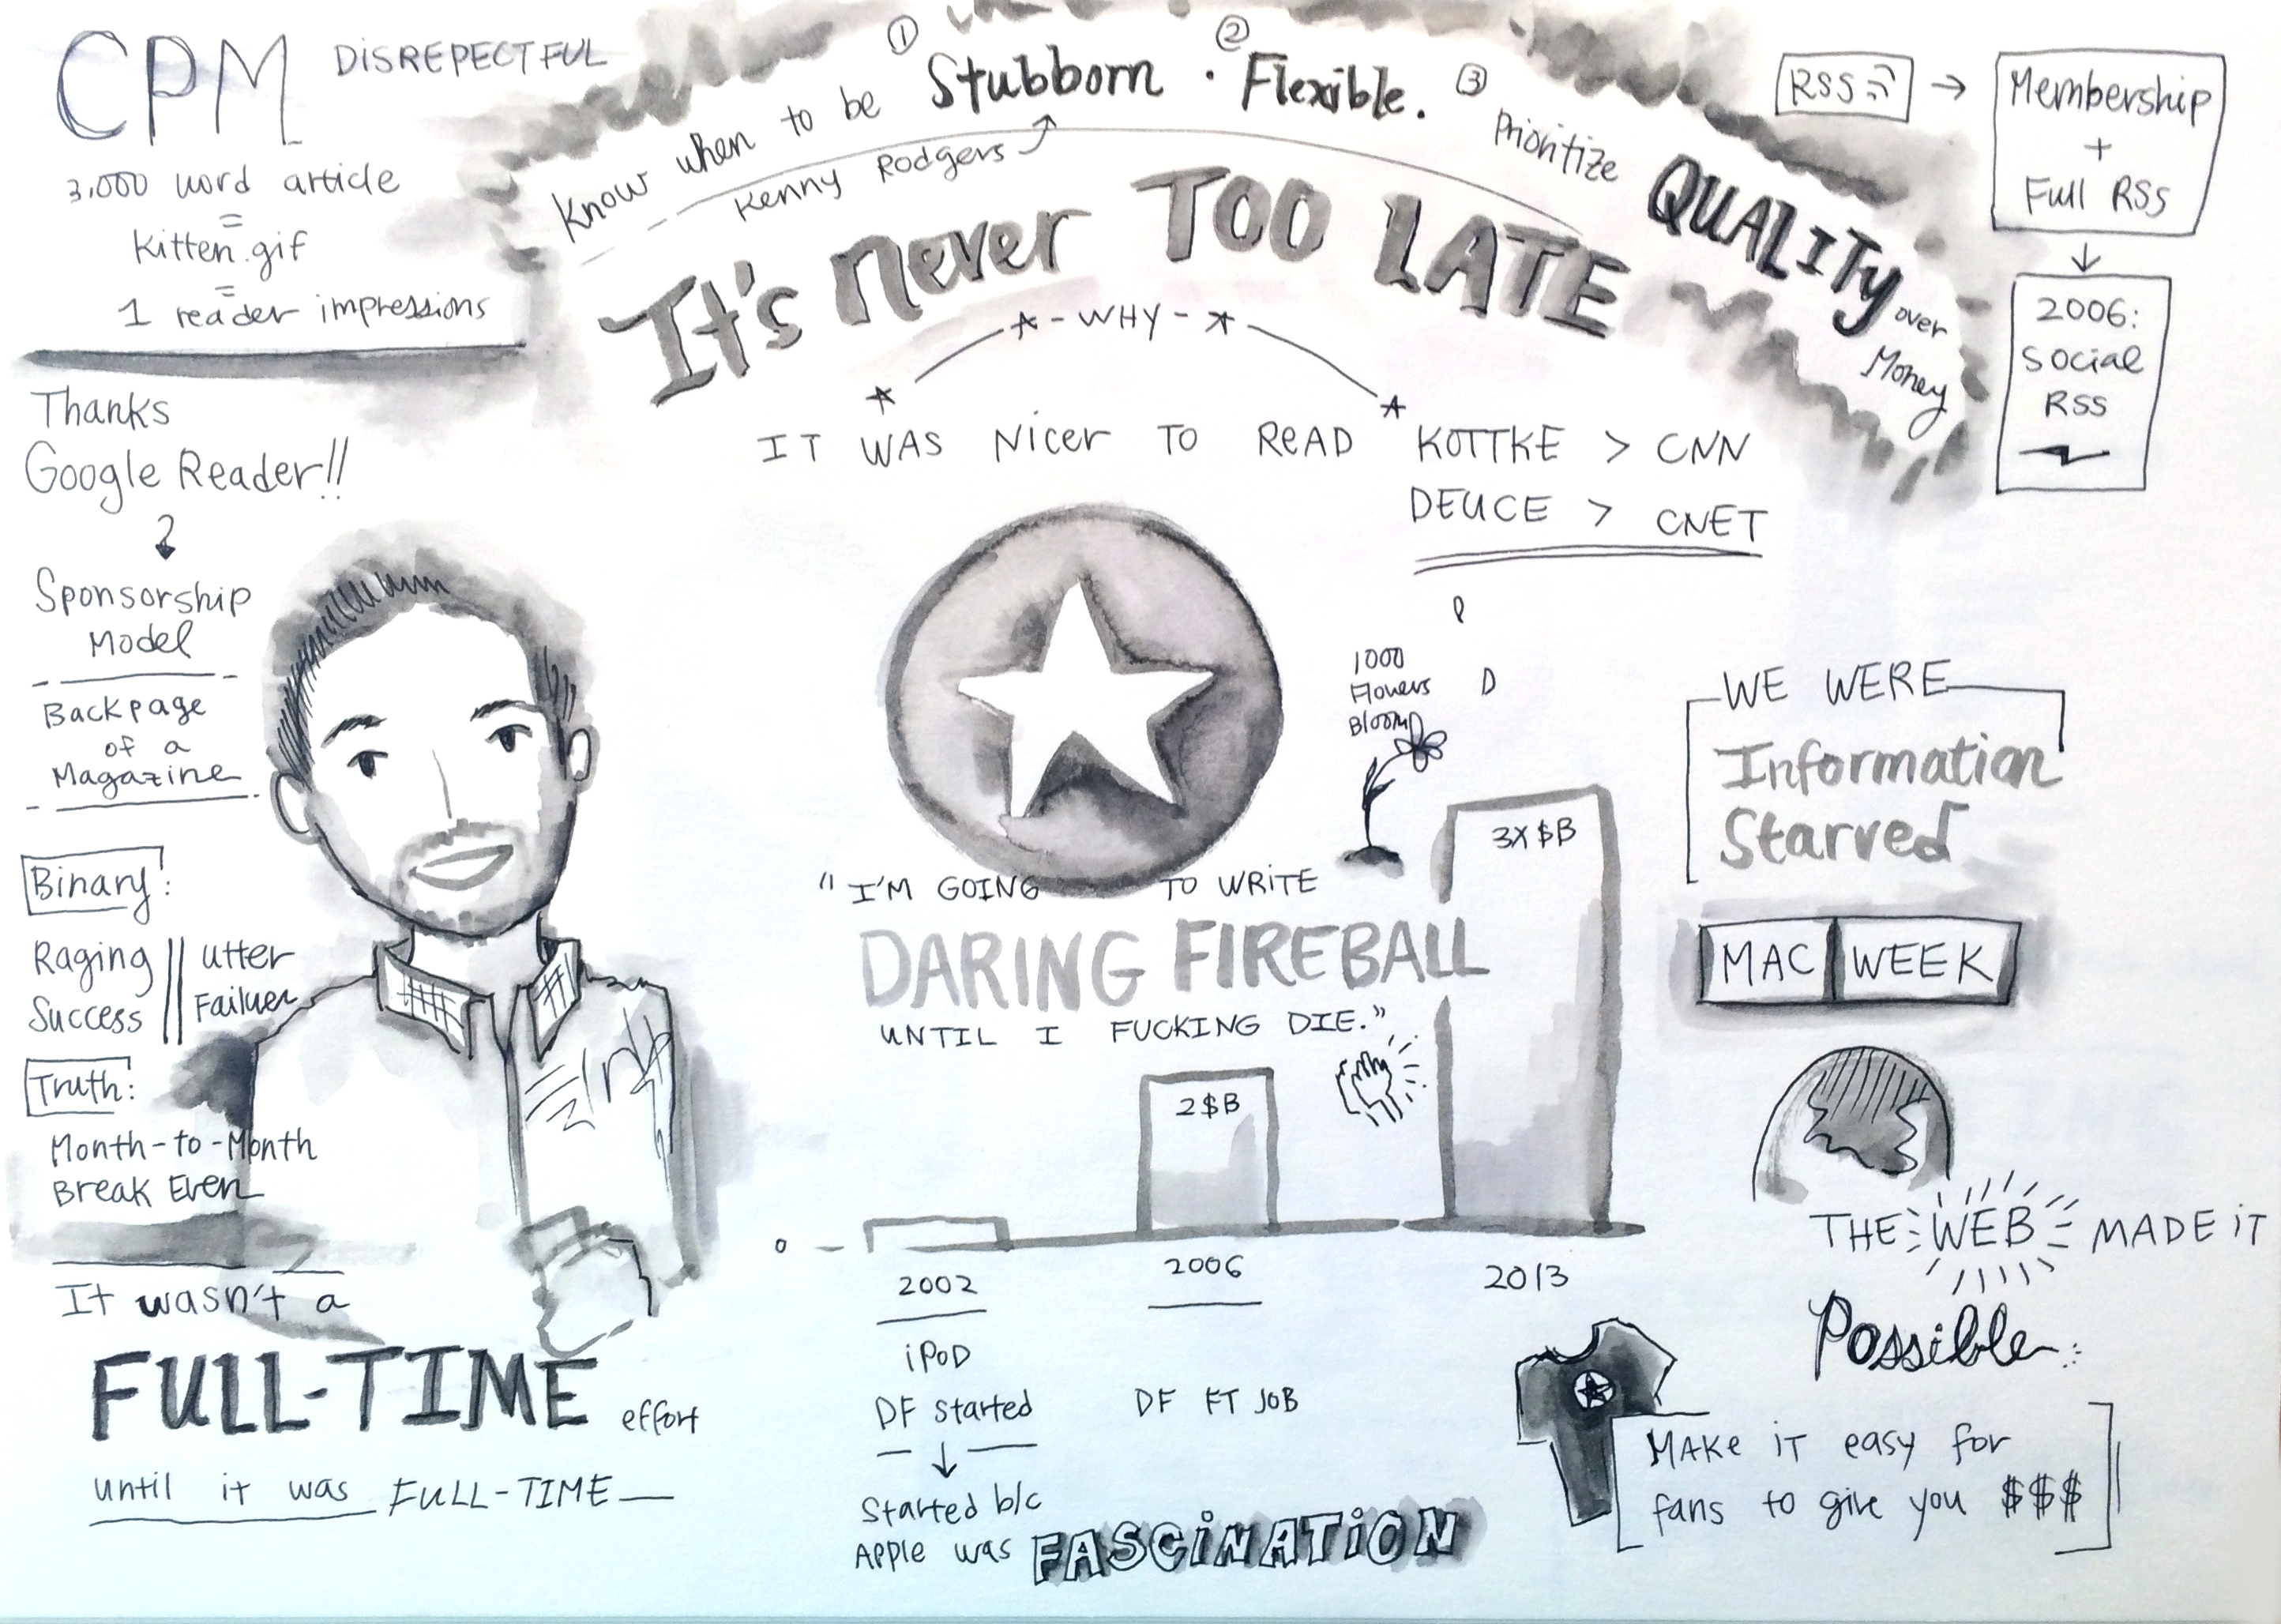 CPM DISREPECTFUL
3,000 word article
=
kitten.gif
=
1 reader impressions
Thanks
Google Reader!!
Sponsorship
Model
Backpage
of a
Magazine
Binary:
Raging
Success
utter
Failuer
Truth:
Month-to-Month
Break Even
It wasn't a
FULL-TIME effort
until it was FULL-TIME
Know when to be ① Stubborn · ② Flexible. ③ Prioritize QUALITY over Money
Kenny Rodgers
It's never TOO LATE
- WHY -
IT WAS NiCer TO READ
KOTTKE > CNN
DEUCE > CNET
P
D
1000
Flowers
Bloom
"I'M GOING TO WRITE
DARING FIREBALL
UNTIL I FUCKING DIE."
3X $B
2$B
0
2002
2006
2013
iPOD
DF started
DF FT JOB
Started b/c
Apple was FASCiNATiON
RSS →
Membership
+
Full RSS
2006:
Social
RSS
WE WERE
Information
Starved
MAC WEEK
THE WEB MADE iT
Possible
MAKe iT easy for
fans to give you $$$